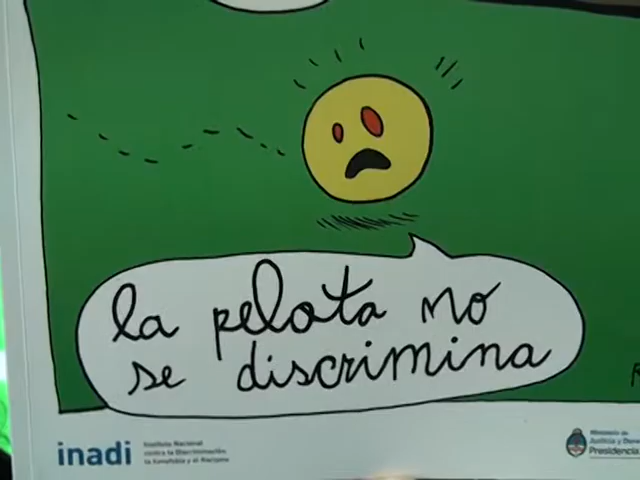 la pelota no
se discrimina
inadi
Instituto Nacional
contra la Discriminación
la Xenofobia y el Racismo
Ministerio de
Justicia y Dere
Presidencia